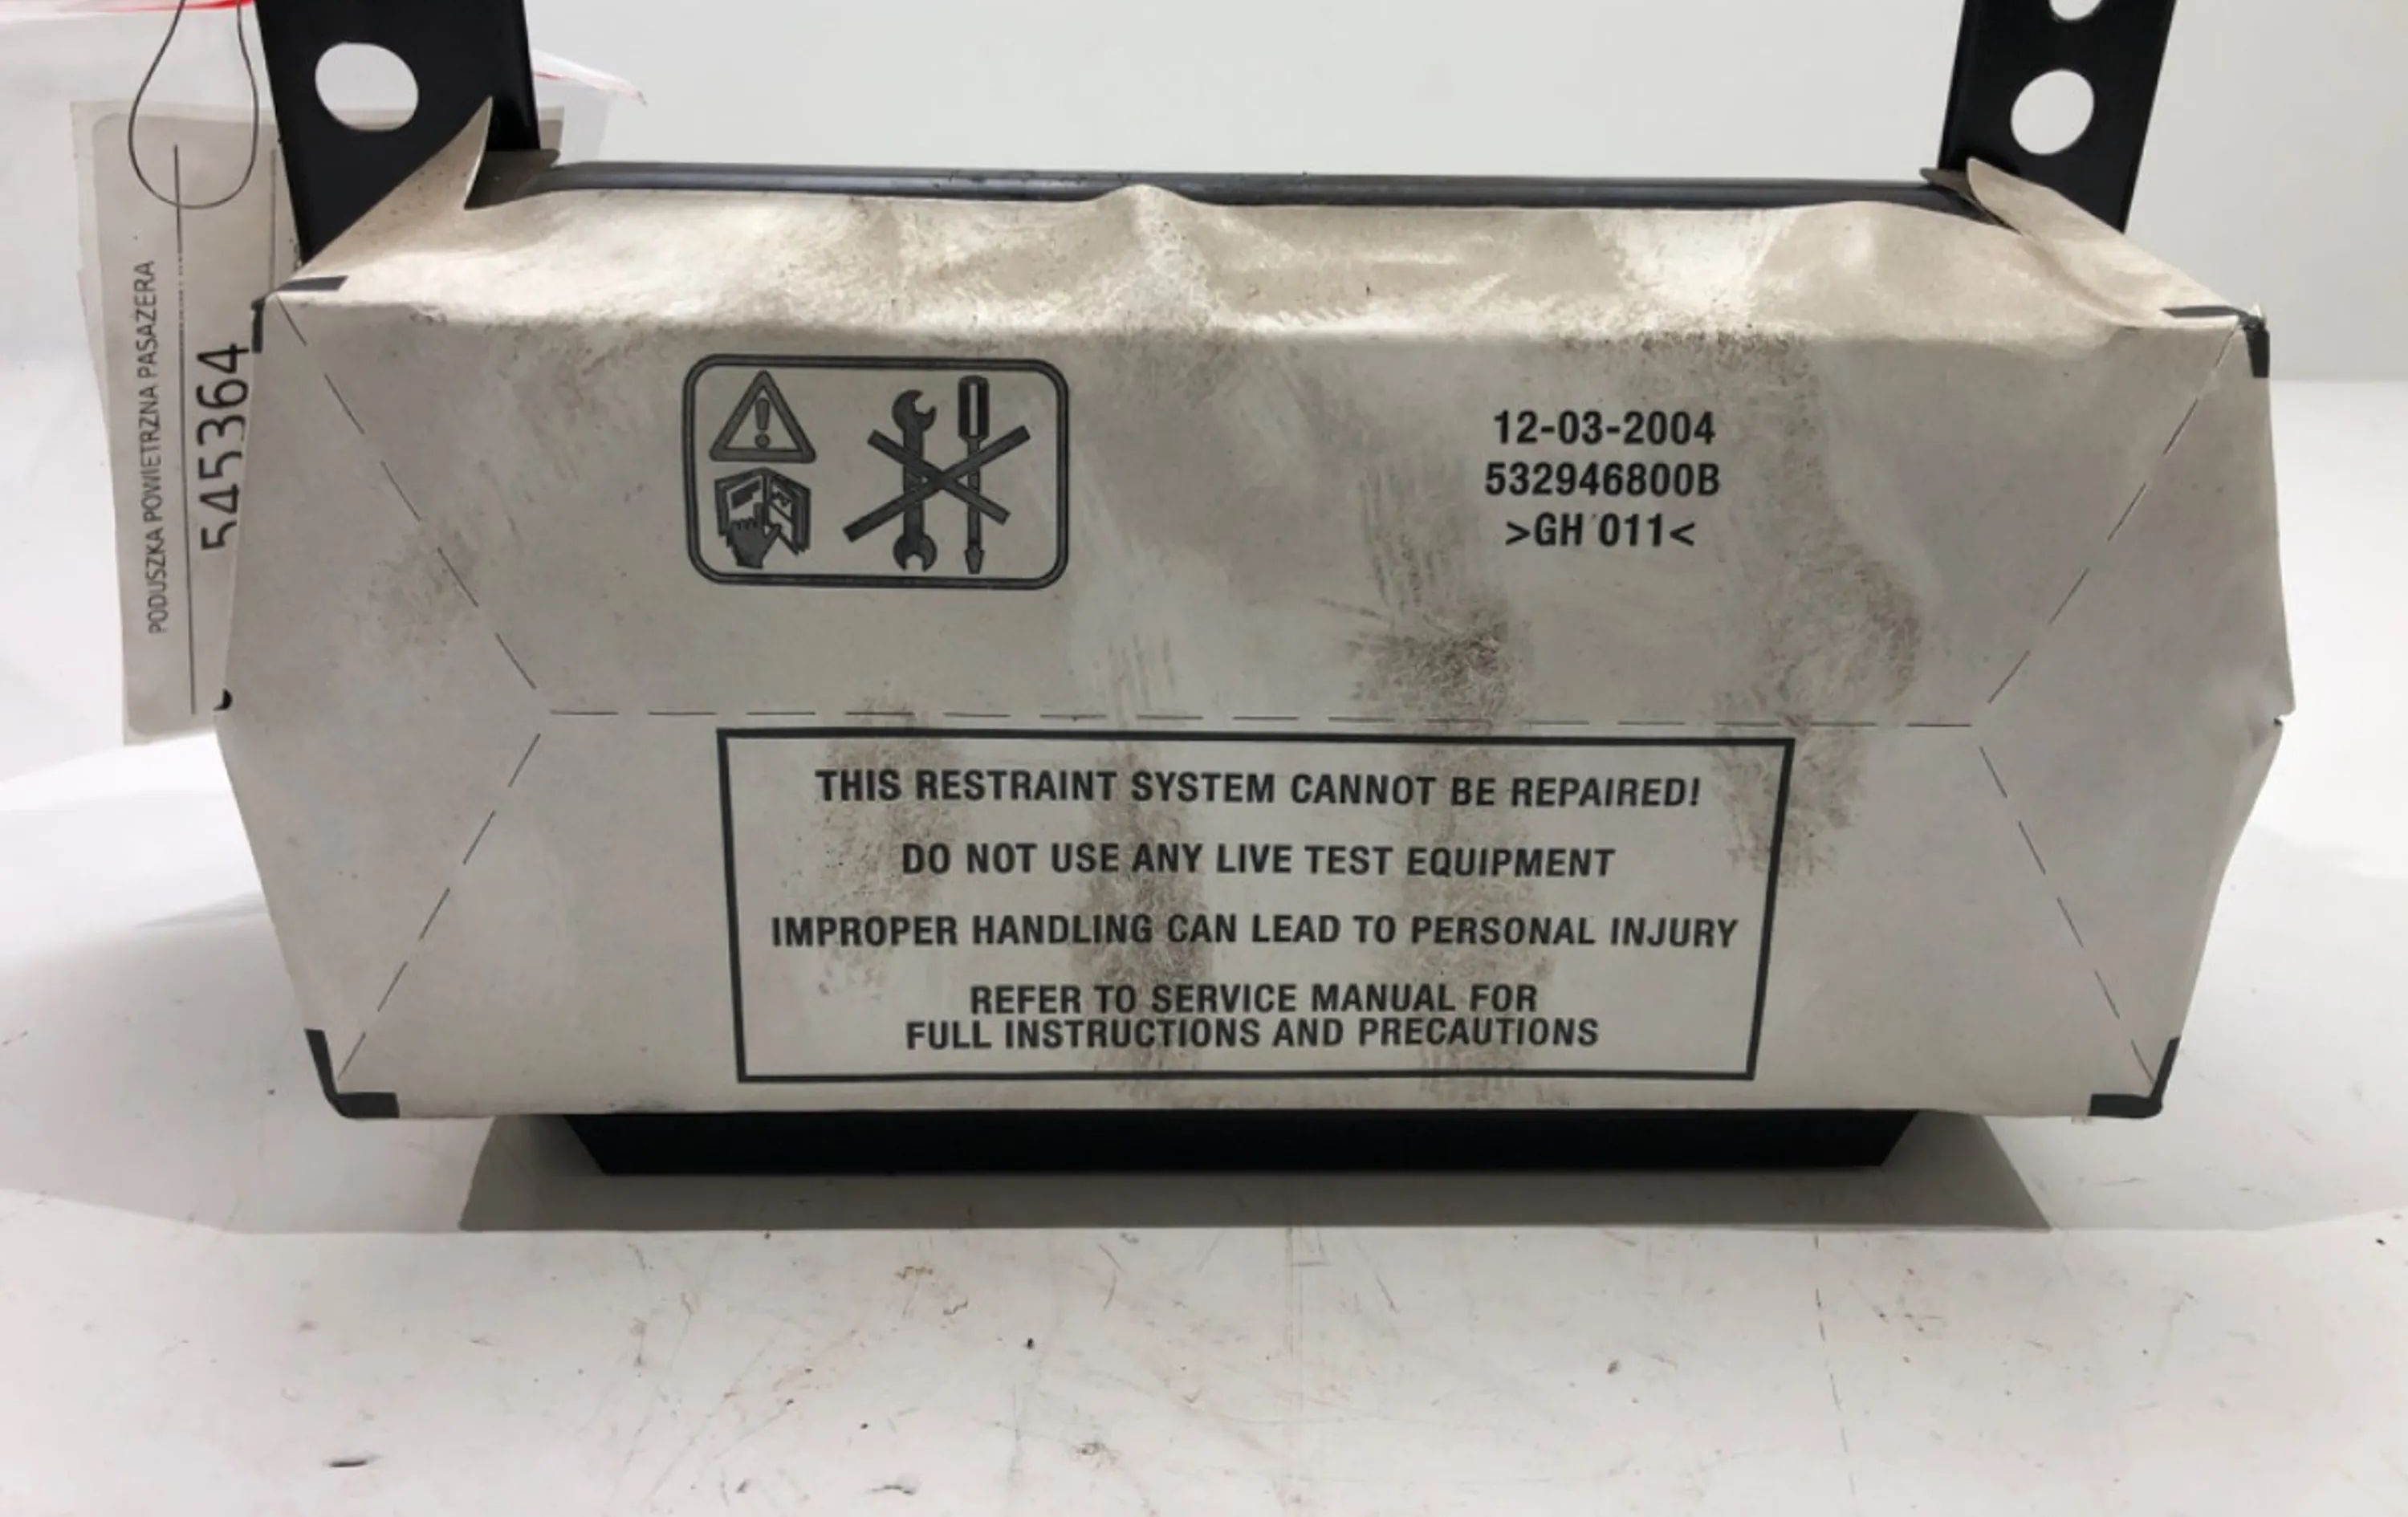 PODUSZKA POWIETRZNA PASAŻERA
545364
12-03-2004
532946800B
>GH 011<
THIS RESTRAINT SYSTEM CANNOT BE REPAIRED!
DO NOT USE ANY LIVE TEST EQUIPMENT
IMPROPER HANDLING CAN LEAD TO PERSONAL INJURY
REFER TO SERVICE MANUAL FOR
FULL INSTRUCTIONS AND PRECAUTIONS